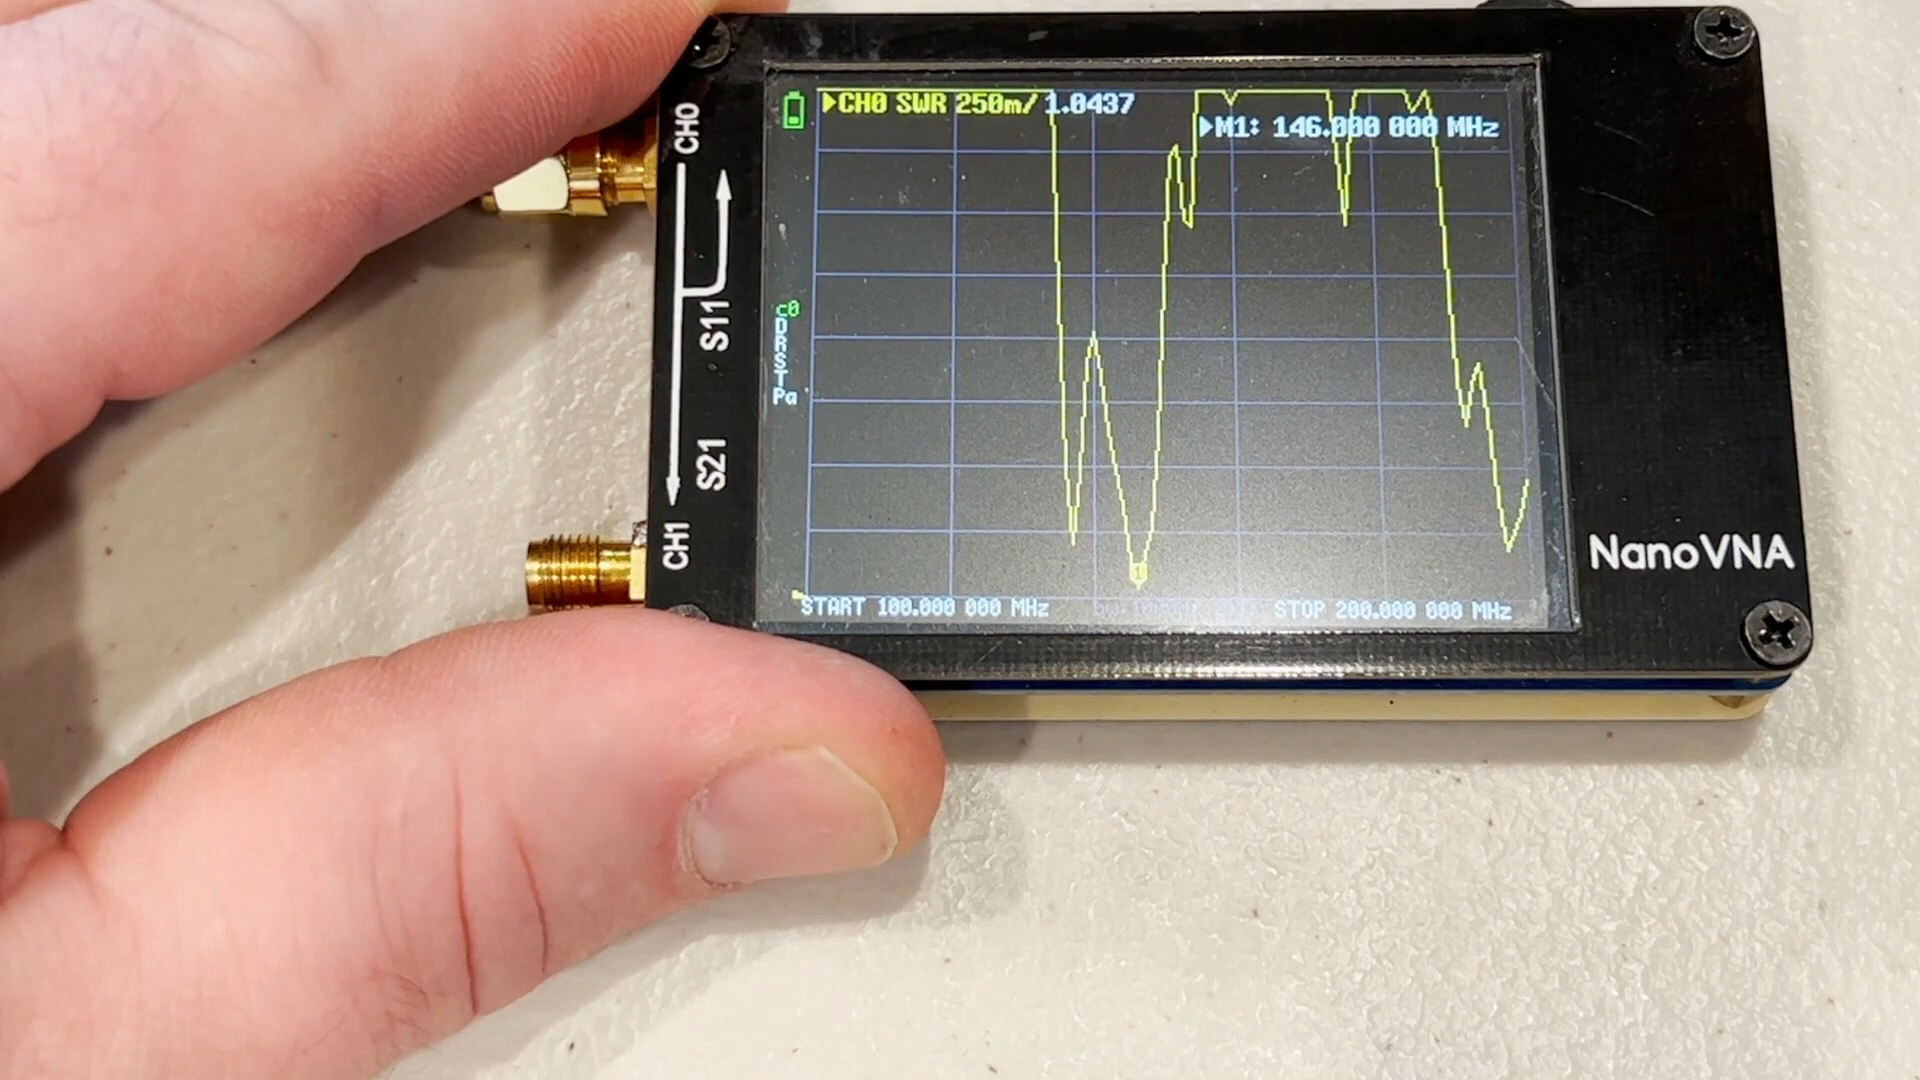 CH0 SWR 250m/ 1.0437
M1: 146.000 000 MHz
CH0
S11
S21
CH1
c0
D
R
S
T
Pa
1
START 100.000 000 MHz
STOP 200.000 000 MHz
NanoVNA